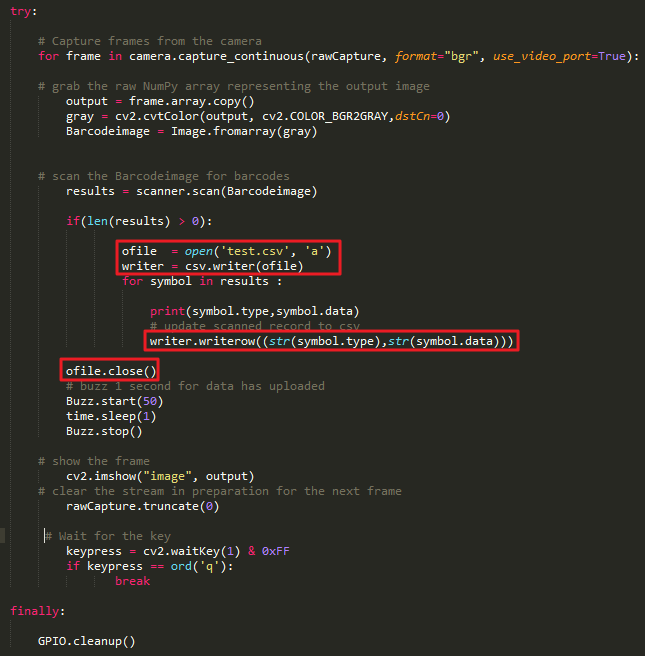 try:
# Capture frames from the camera
for frame in camera.capture_continuous(rawCapture, format="bgr", use_video_port=True):
# grab the raw NumPy array representing the output image
output = frame.array.copy()
gray = cv2.cvtColor(output, cv2.COLOR_BGR2GRAY,dstCn=0)
Barcodeimage = Image.fromarray(gray)
# scan the Barcodeimage for barcodes
results = scanner.scan(Barcodeimage)
if(len(results) > 0):
ofile  = open('test.csv', 'a')
writer = csv.writer(ofile)
for symbol in results :
print(symbol.type,symbol.data)
# update scanned record to csv
writer.writerow((str(symbol.type),str(symbol.data)))
ofile.close()
# buzz 1 second for data has uploaded
Buzz.start(50)
time.sleep(1)
Buzz.stop()
# show the frame
cv2.imshow("image", output)
# clear the stream in preparation for the next frame
rawCapture.truncate(0)
# Wait for the key
keypress = cv2.waitKey(1) & 0xFF
if keypress == ord('q'):
break
finally:
GPIO.cleanup()